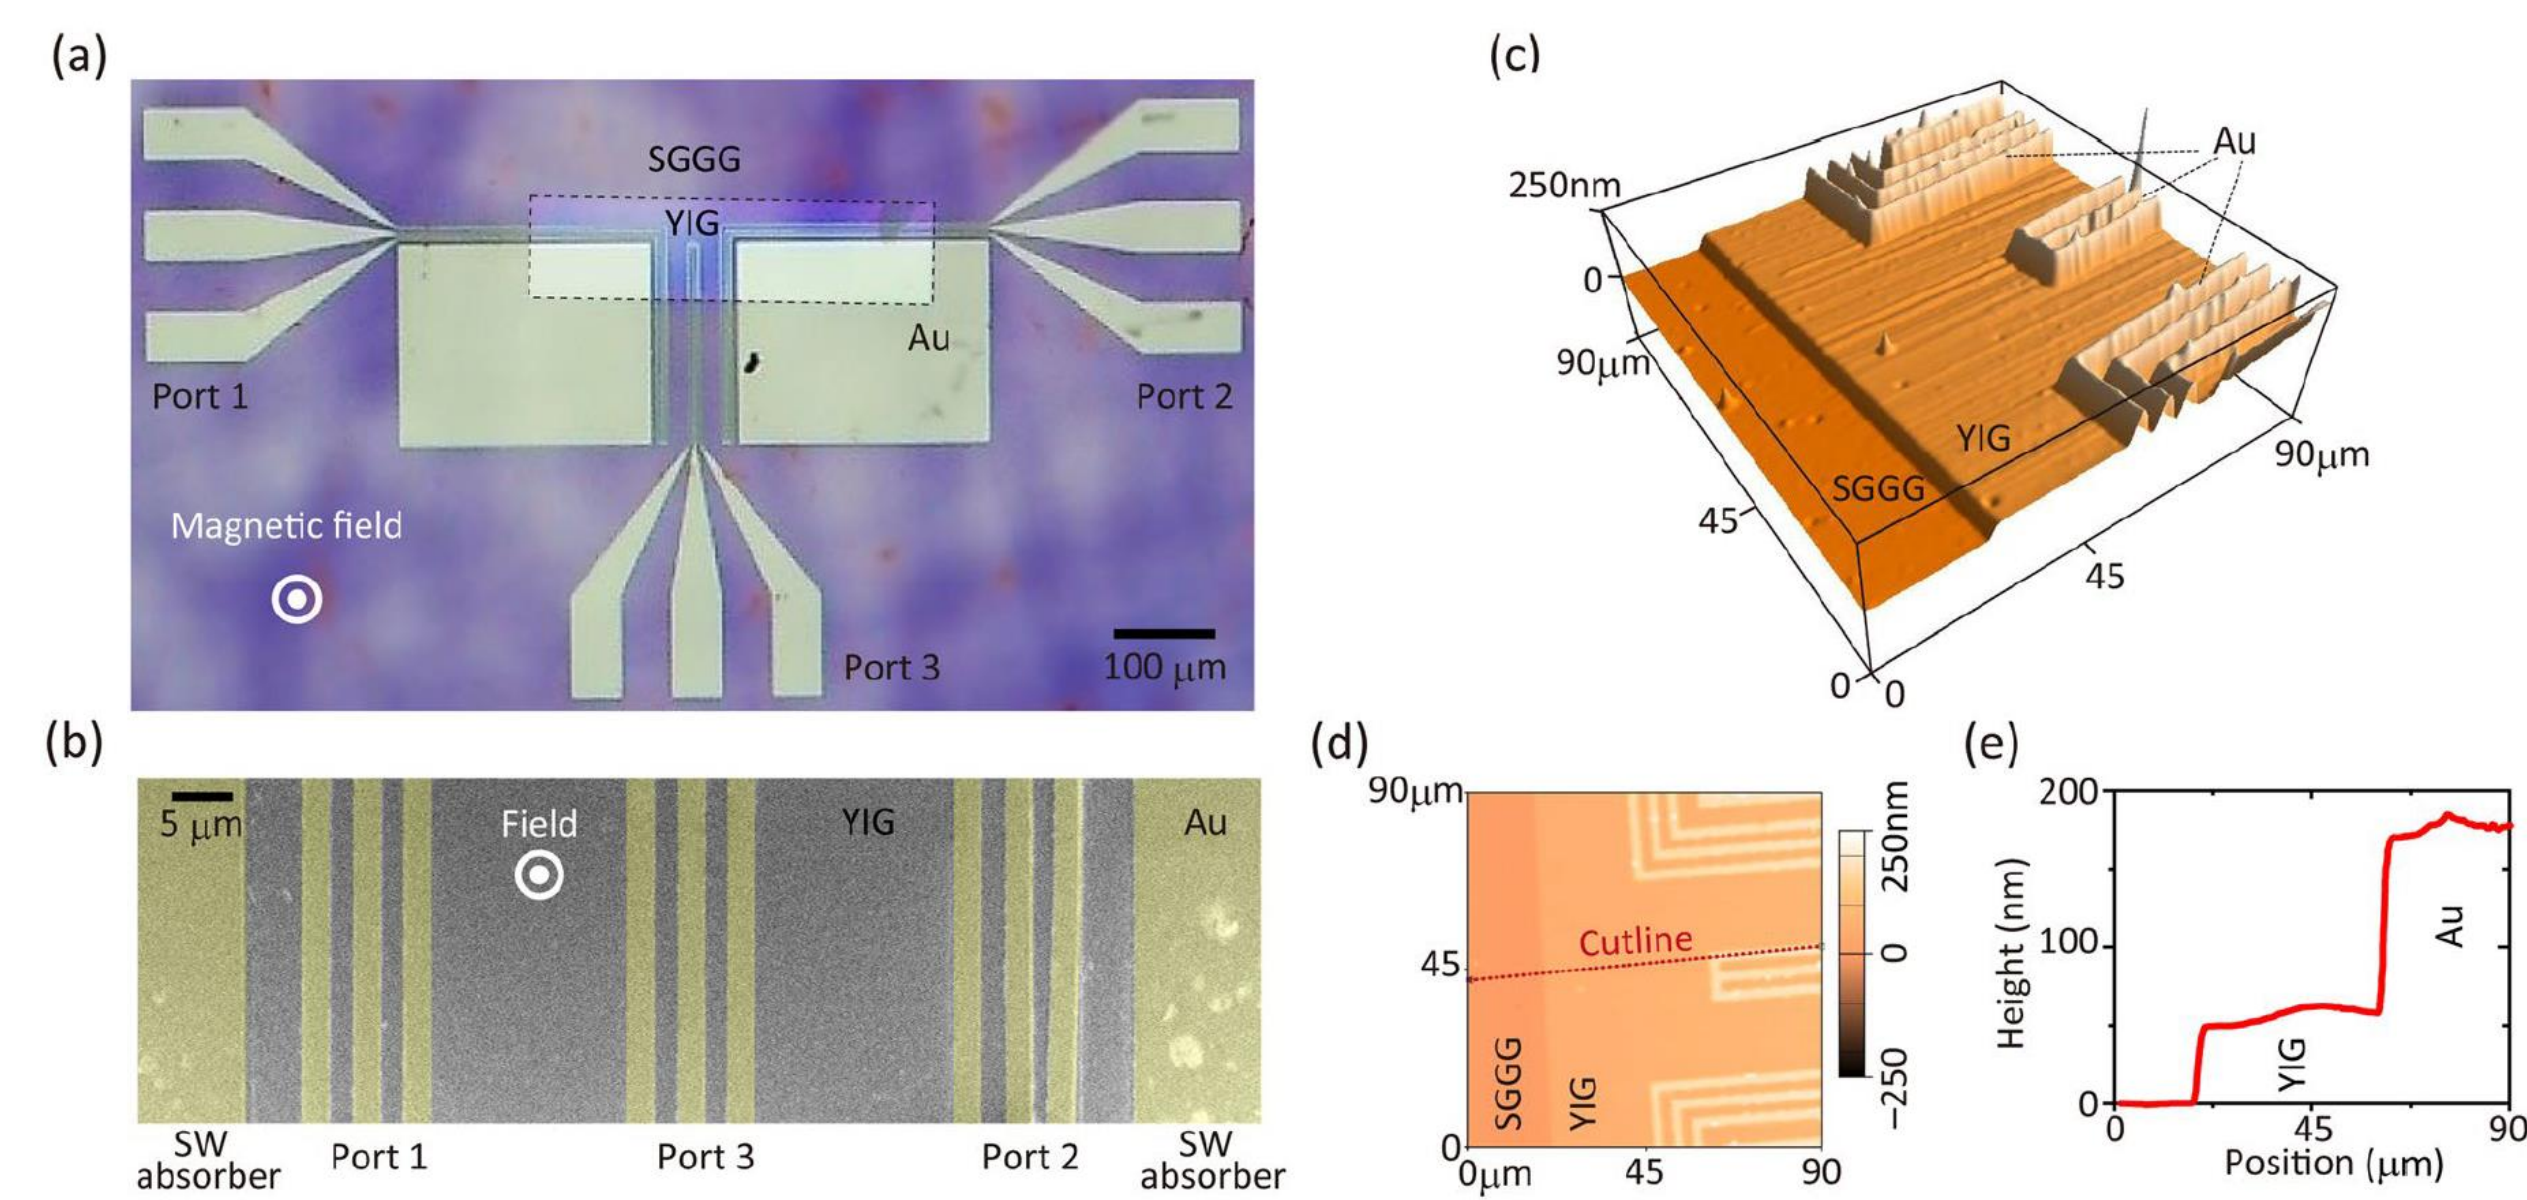 (a)
SGGG
YIG
Au
Port 1
Port 2
Magnetic field
Port 3
100 μm
(b)
5 μm
Field
YIG
Au
SW
absorber
Port 1
Port 3
Port 2
SW
absorber
(c)
Au
250nm
0
90μm
YIG
90μm
SGGG
45
45
0
0
(d)
90μm
250nm
Cutline
45
0
SGGG
YIG
−250
0
0μm
45
90
(e)
200
Height (nm)
100
Au
YIG
0
0
45
90
Position (μm)